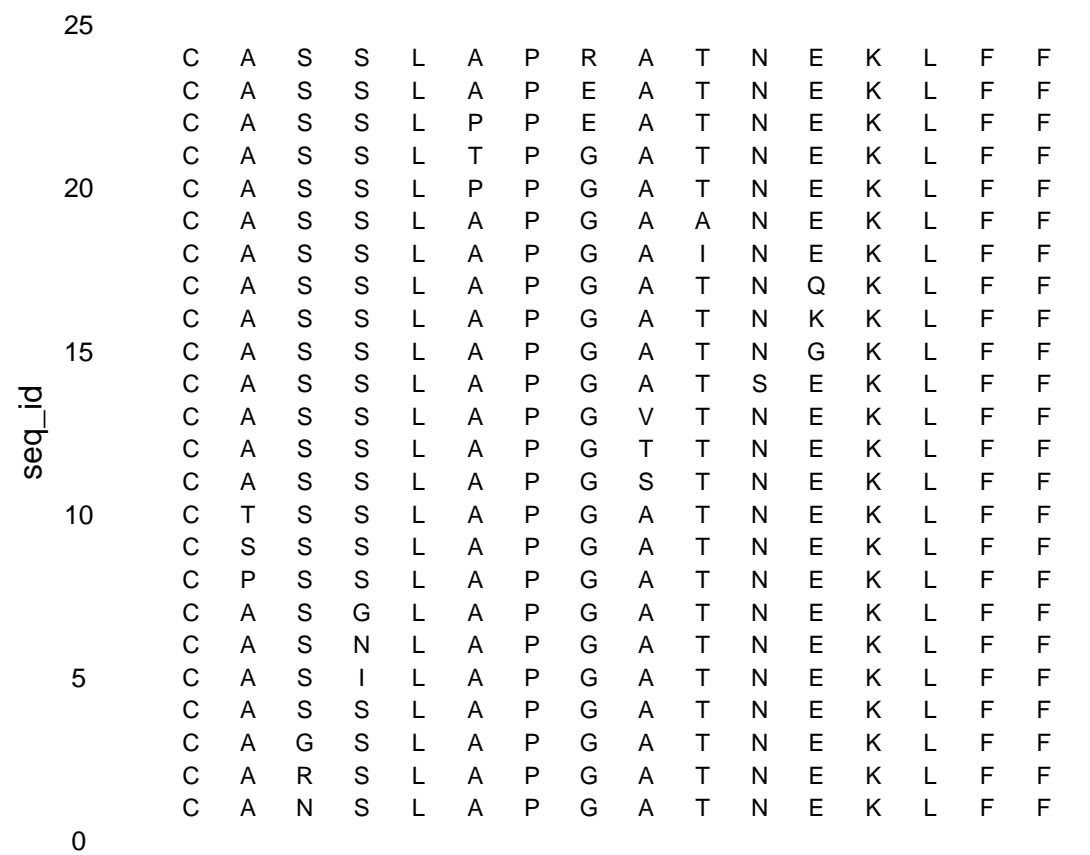 25
C A S S L A P R A T N E K L F F
C A S S L A P E A T N E K L F F
C A S S L P P E A T N E K L F F
C A S S L T P G A T N E K L F F
20 C A S S L P P G A T N E K L F F
C A S S L A P G A A N E K L F F
C A S S L A P G A I N E K L F F
C A S S L A P G A T N Q K L F F
C A S S L A P G A T N K K L F F
15 C A S S L A P G A T N G K L F F
C A S S L A P G A T S E K L F F
seq_id
C A S S L A P G V T N E K L F F
C A S S L A P G T T N E K L F F
C A S S L A P G S T N E K L F F
10 C T S S L A P G A T N E K L F F
C S S S L A P G A T N E K L F F
C P S S L A P G A T N E K L F F
C A S G L A P G A T N E K L F F
C A S N L A P G A T N E K L F F
5 C A S I L A P G A T N E K L F F
C A S S L A P G A T N E K L F F
C A G S L A P G A T N E K L F F
C A R S L A P G A T N E K L F F
C A N S L A P G A T N E K L F F
0